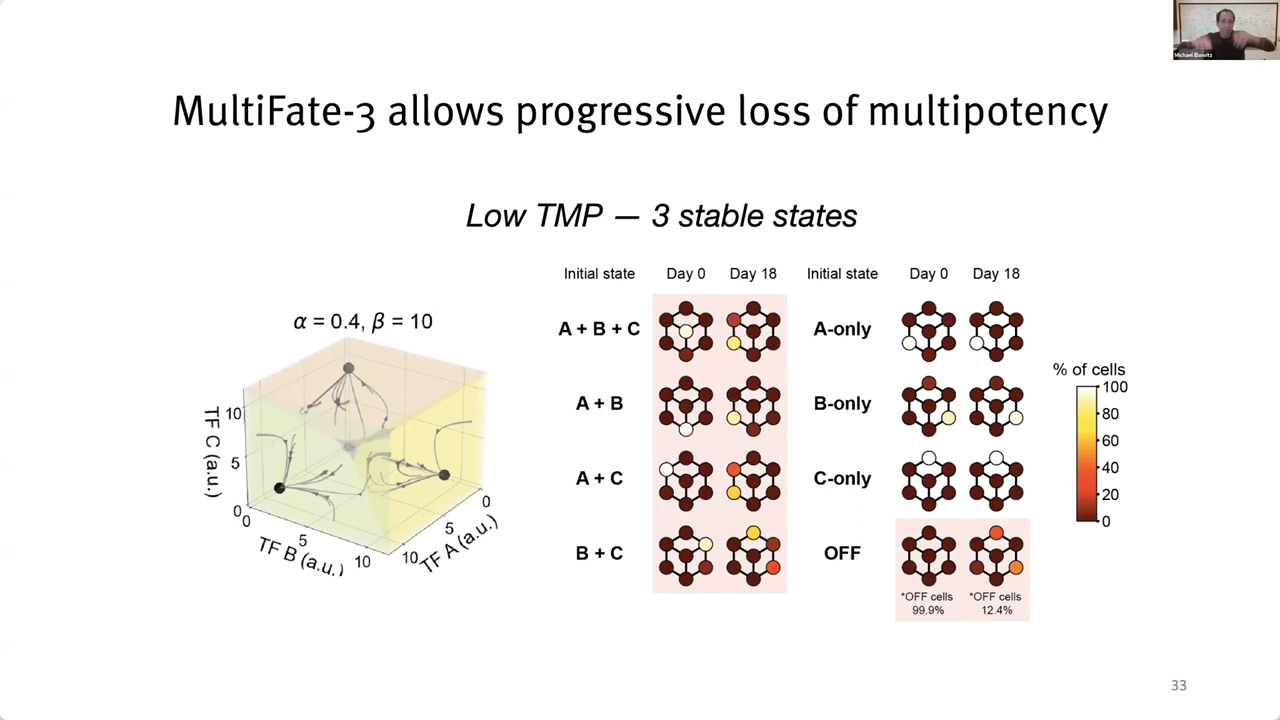 Michael Elowitz
MultiFate-3 allows progressive loss of multipotency
Low TMP — 3 stable states
α = 0.4, β = 10
TF C (a.u.)
10
5
0
0
5
10
TF B (a.u.)
10
5
0
TF A (a.u.)
Initial state Day 0 Day 18 Initial state Day 0 Day 18
A + B + C A-only
A + B B-only
A + C C-only
B + C OFF
*OFF cells *OFF cells
99.9% 12.4%
% of cells
100
80
60
40
20
0
33